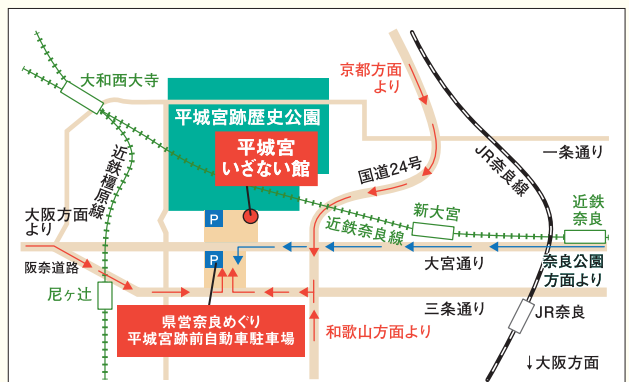 京都方面
より
大和西大寺
平城宮跡歴史公園
平城宮
いざない館
一条通り
JR奈良線
国道24号
近鉄橿原線
近鉄
奈良
新大宮
大阪方面
より
P
近鉄奈良線
阪奈道路
P
大宮通り
奈良公園
方面より
尼ヶ辻
三条通り
JR奈良
県営奈良めぐり
平城宮跡前自動車駐車場
和歌山方面より
↓大阪方面